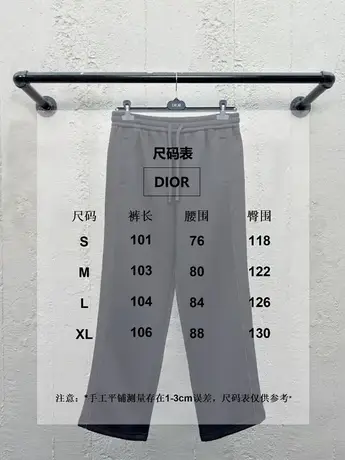 尺码表
DIOR
尺码 裤长 腰围 臀围
S 101 76 118
M 103 80 122
L 104 84 126
XL 106 88 130
注意：*手工平铺测量存在1-3cm误差，尺码表仅供参考*